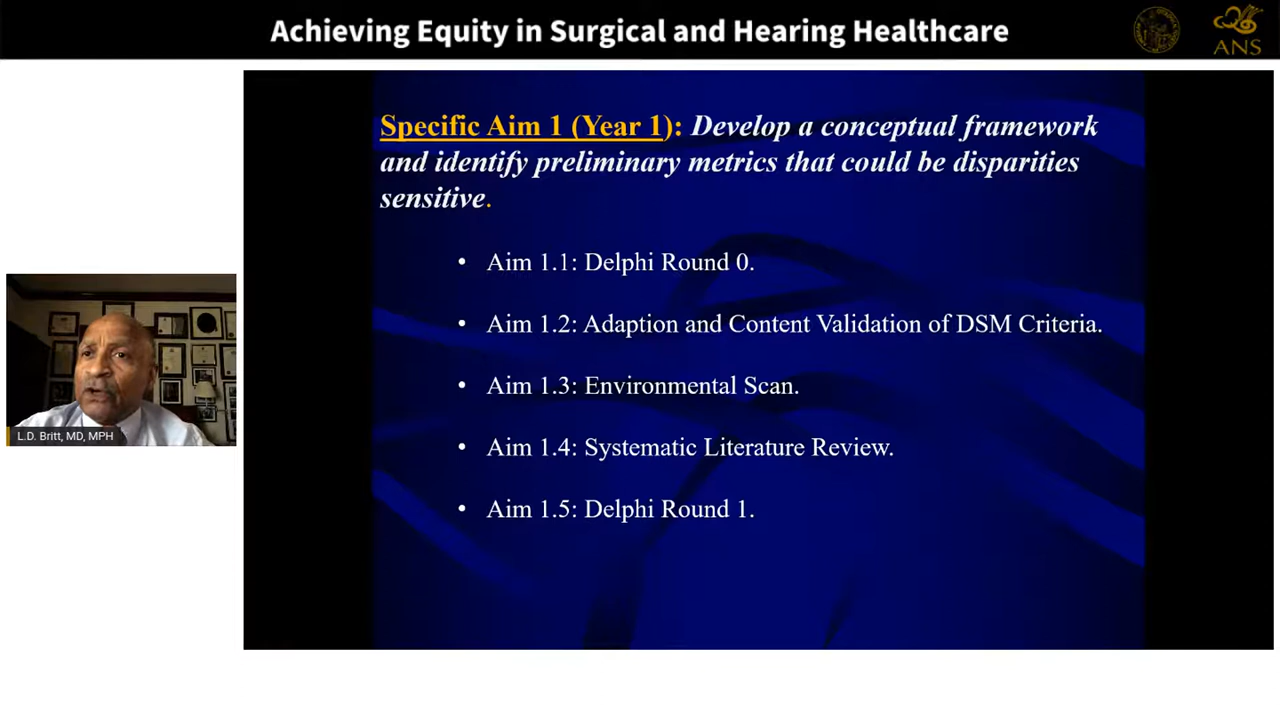 Achieving Equity in Surgical and Hearing Healthcare
ANS
Specific Aim 1 (Year 1): Develop a conceptual framework
and identify preliminary metrics that could be disparities
sensitive.
• Aim 1.1: Delphi Round 0.
• Aim 1.2: Adaption and Content Validation of DSM Criteria.
• Aim 1.3: Environmental Scan.
• Aim 1.4: Systematic Literature Review.
• Aim 1.5: Delphi Round 1.
L.D. Britt, MD, MPH